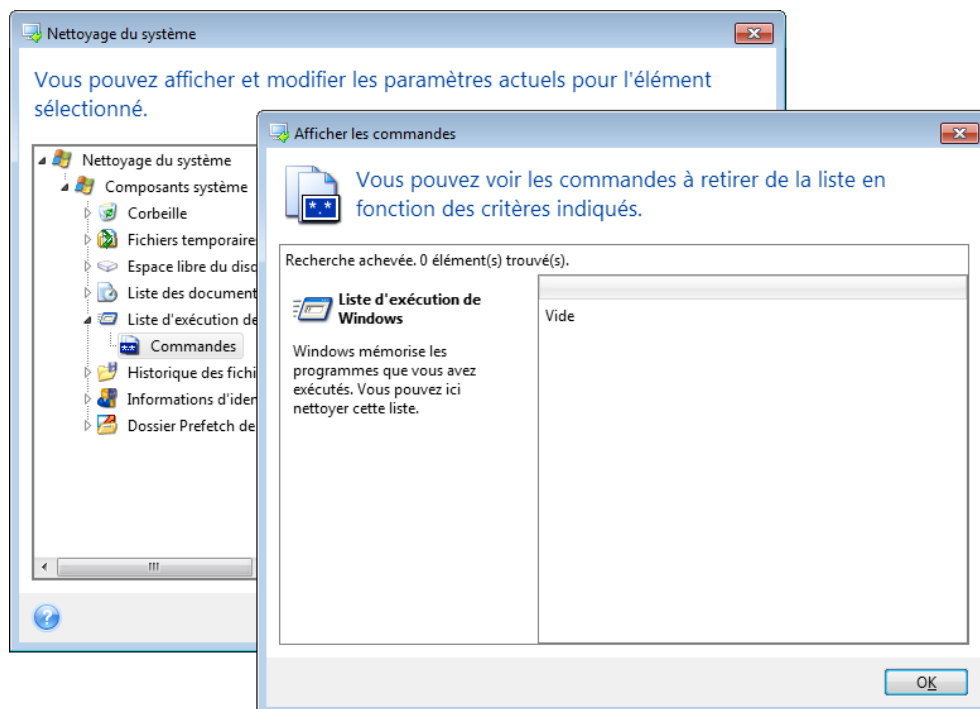 Nettoyage du système
Vous pouvez afficher et modifier les paramètres actuels pour l'élément
sélectionné.
Nettoyage du système
Composants système
Corbeille
Fichiers temporaire
Espace libre du disc
Liste des document
Liste d'exécution de
Commandes
Historique des fichi
Informations d'iden
Dossier Prefetch de
Afficher les commandes
Vous pouvez voir les commandes à retirer de la liste en
fonction des critères indiqués.
Recherche achevée. 0 élément(s) trouvé(s).
Liste d'exécution de
Windows
Windows mémorise les
programmes que vous avez
exécutés. Vous pouvez ici
nettoyer cette liste.
Vide
OK